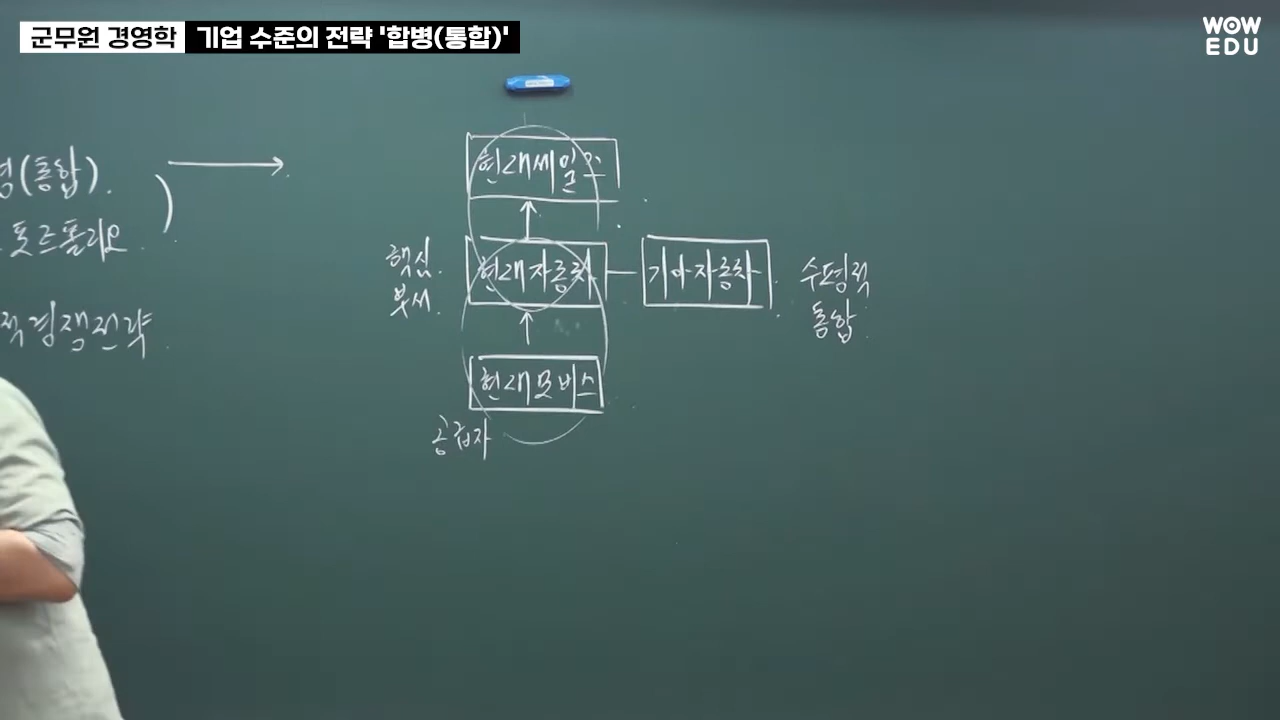 군무원 경영학 기업 수준의 전략 '합병(통합)'
WOW
EDU
(통합).
포트폴리오
적경쟁전략
현대세일즈
핵심
부서
현대자동차
기아자동차
수평적
통합
현대모비스
공급자